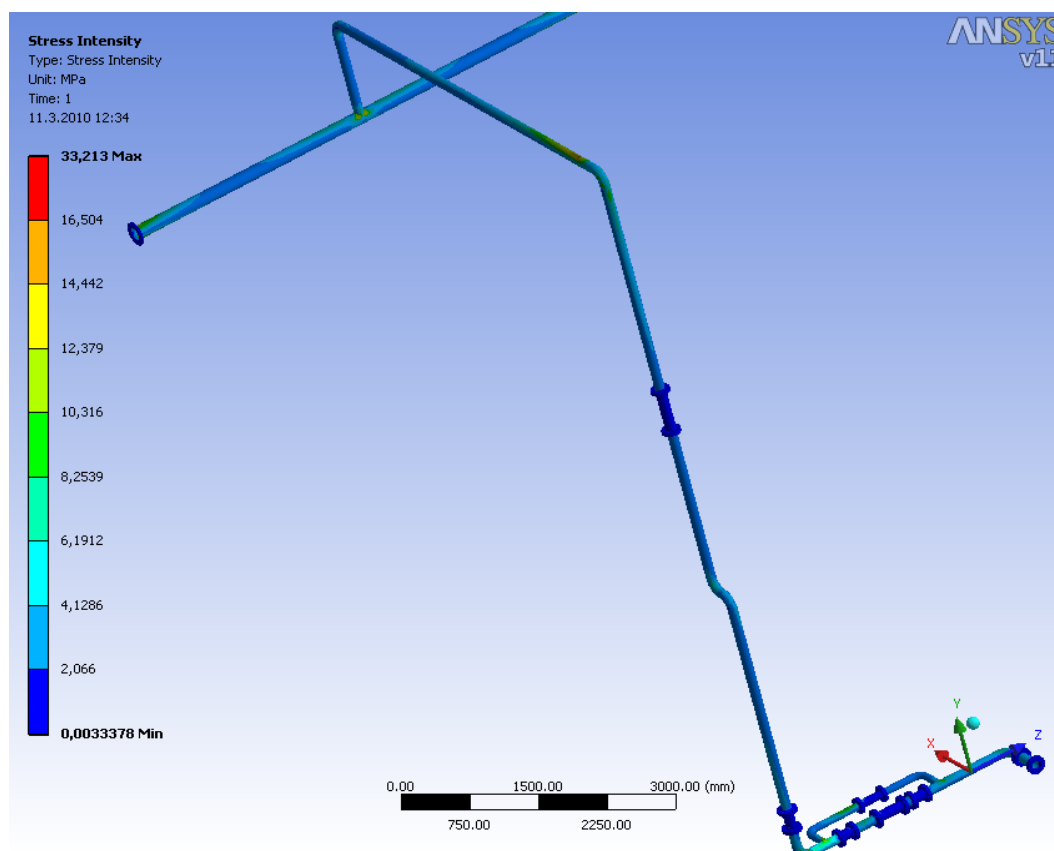 Stress Intensity
Type: Stress Intensity
Unit: MPa
Time: 1
11.3.2010 12:34
33,213 Max
16,504
14,442
12,379
10,316
8,2539
6,1912
4,1286
2,066
0,0033378 Min
ANSYS
Y
X
Z
0.00 1500.00 3000.00 (mm)
750.00 2250.00